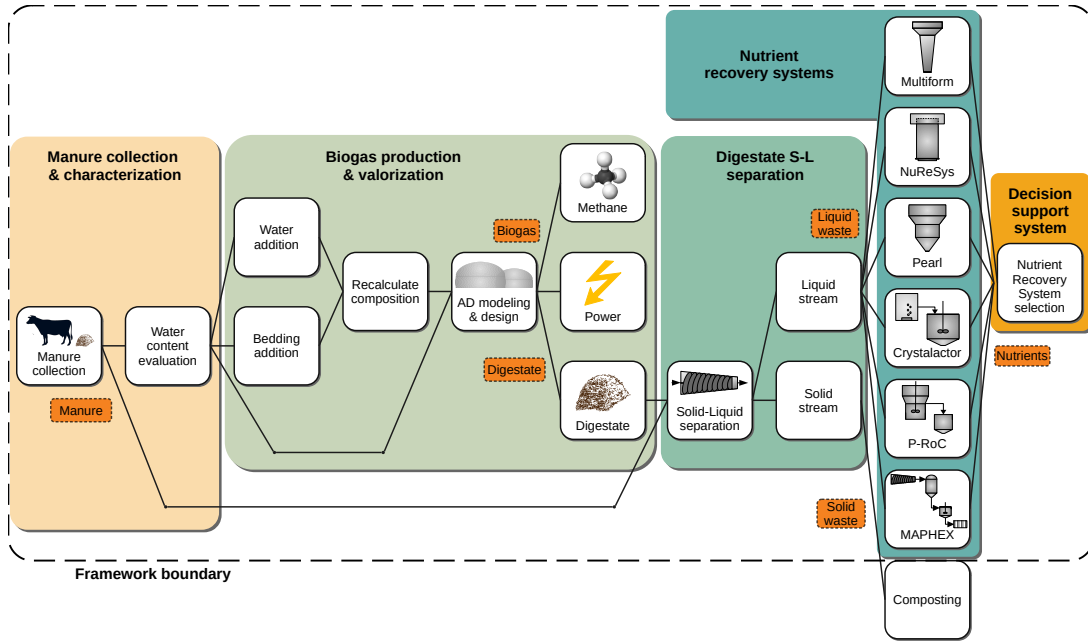 Nutrient
recovery systems
Multiform
NuReSys
Pearl
Crystalactor
P-RoC
MAPHEX
Composting
Manure collection
& characterization
Manure
collection
Water
content
evaluation
Manure
Biogas production
& valorization
Water
addition
Bedding
addition
Recalculate
composition
AD modeling
& design
Biogas
Digestate
Methane
Power
Digestate
Digestate S-L
separation
Solid-Liquid
separation
Liquid
stream
Solid
stream
Liquid
waste
Solid
waste
Decision
support
system
Nutrient
Recovery
System
selection
Nutrients
Framework boundary